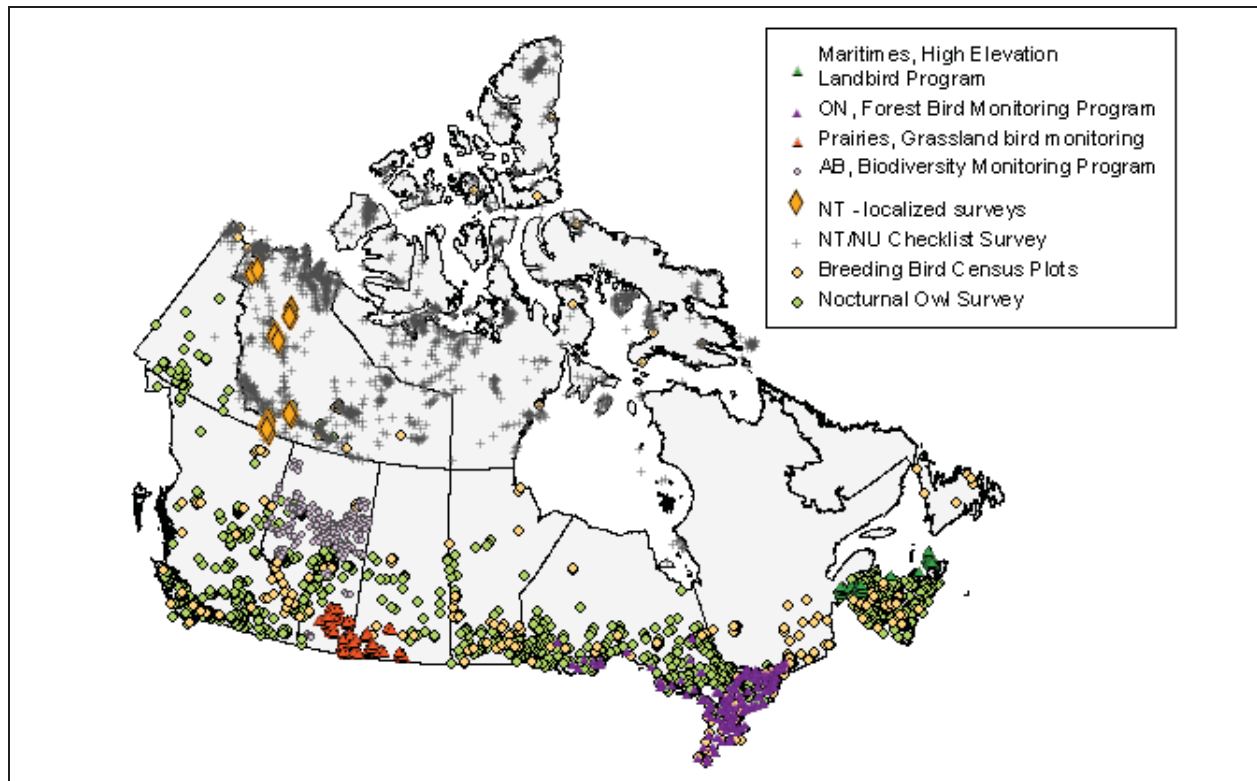 Maritimes, High Elevation
Landbird Program
ON, Forest Bird Monitoring Program
Prairies, Grassland bird monitoring
AB, Biodiversity Monitoring Program
NT - localized surveys
NT/NU Checklist Survey
Breeding Bird Census Plots
Nocturnal Owl Survey